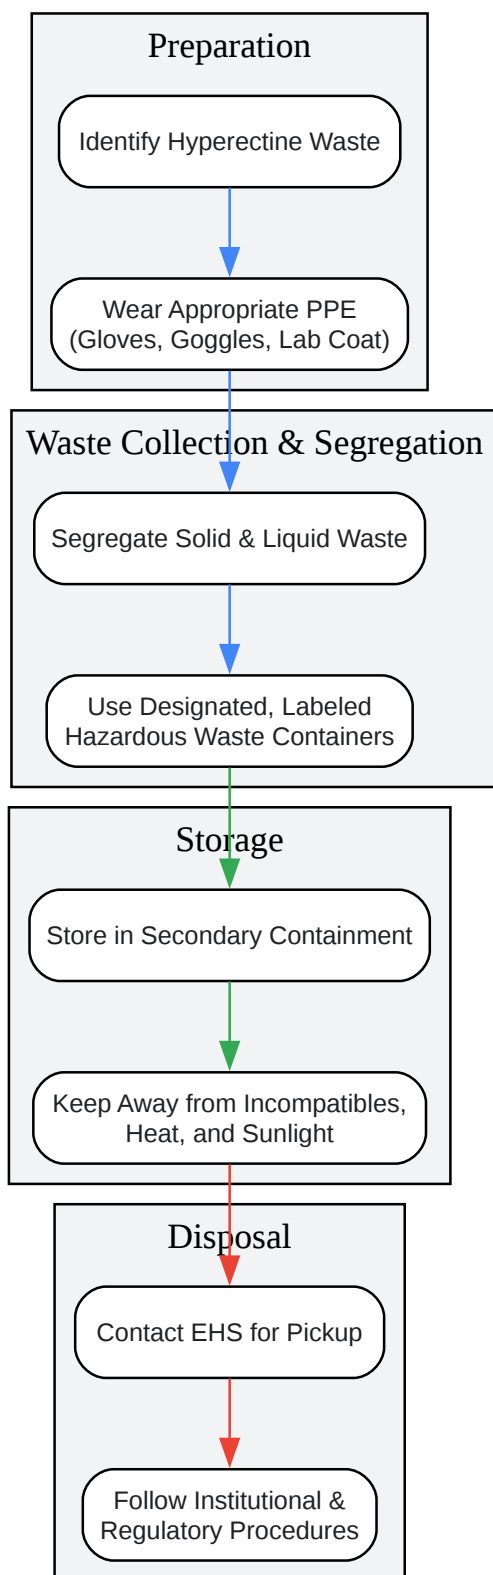 Preparation
Identify Hyperectine Waste
Wear Appropriate PPE
(Gloves, Goggles, Lab Coat)
Waste Collection & Segregation
Segregate Solid & Liquid Waste
Use Designated, Labeled
Hazardous Waste Containers
Storage
Store in Secondary Containment
Keep Away from Incompatibles,
Heat, and Sunlight
Disposal
Contact EHS for Pickup
Follow Institutional &
Regulatory Procedures